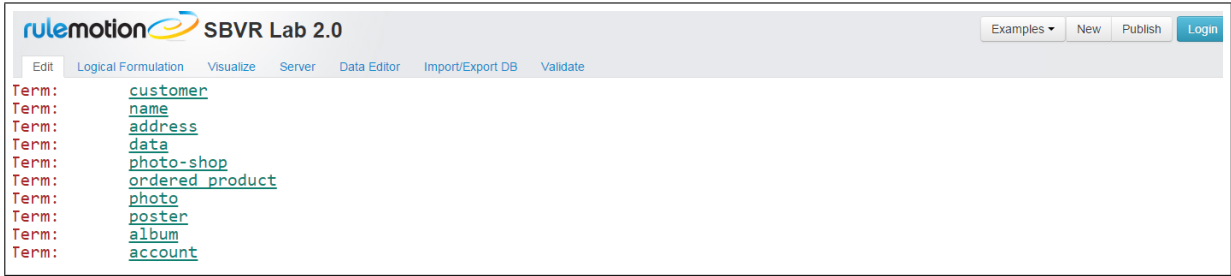 rulemotion SBVR Lab 2.0 Examples New Publish Login
Edit Logical Formulation Visualize Server Data Editor Import/Export DB Validate
Term: customer
Term: name
Term: address
Term: data
Term: photo-shop
Term: ordered product
Term: photo
Term: poster
Term: album
Term: account